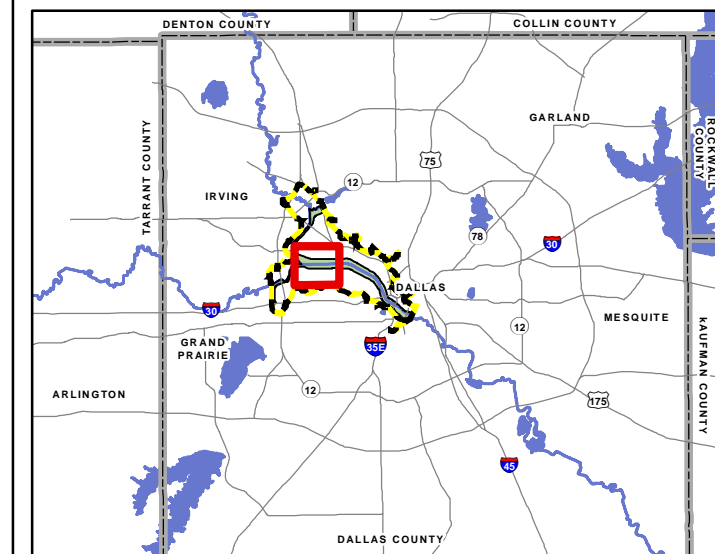 DENTON COUNTY
COLLIN COUNTY
GARLAND
TARRANT COUNTY
ROCKWALL
COUNTY
75
12
IRVING
78
30
DALLAS
30
MESQUITE
12
GRAND
PRAIRIE
35E
KAUFMAN COUNTY
ARLINGTON
12
175
45
DALLAS COUNTY